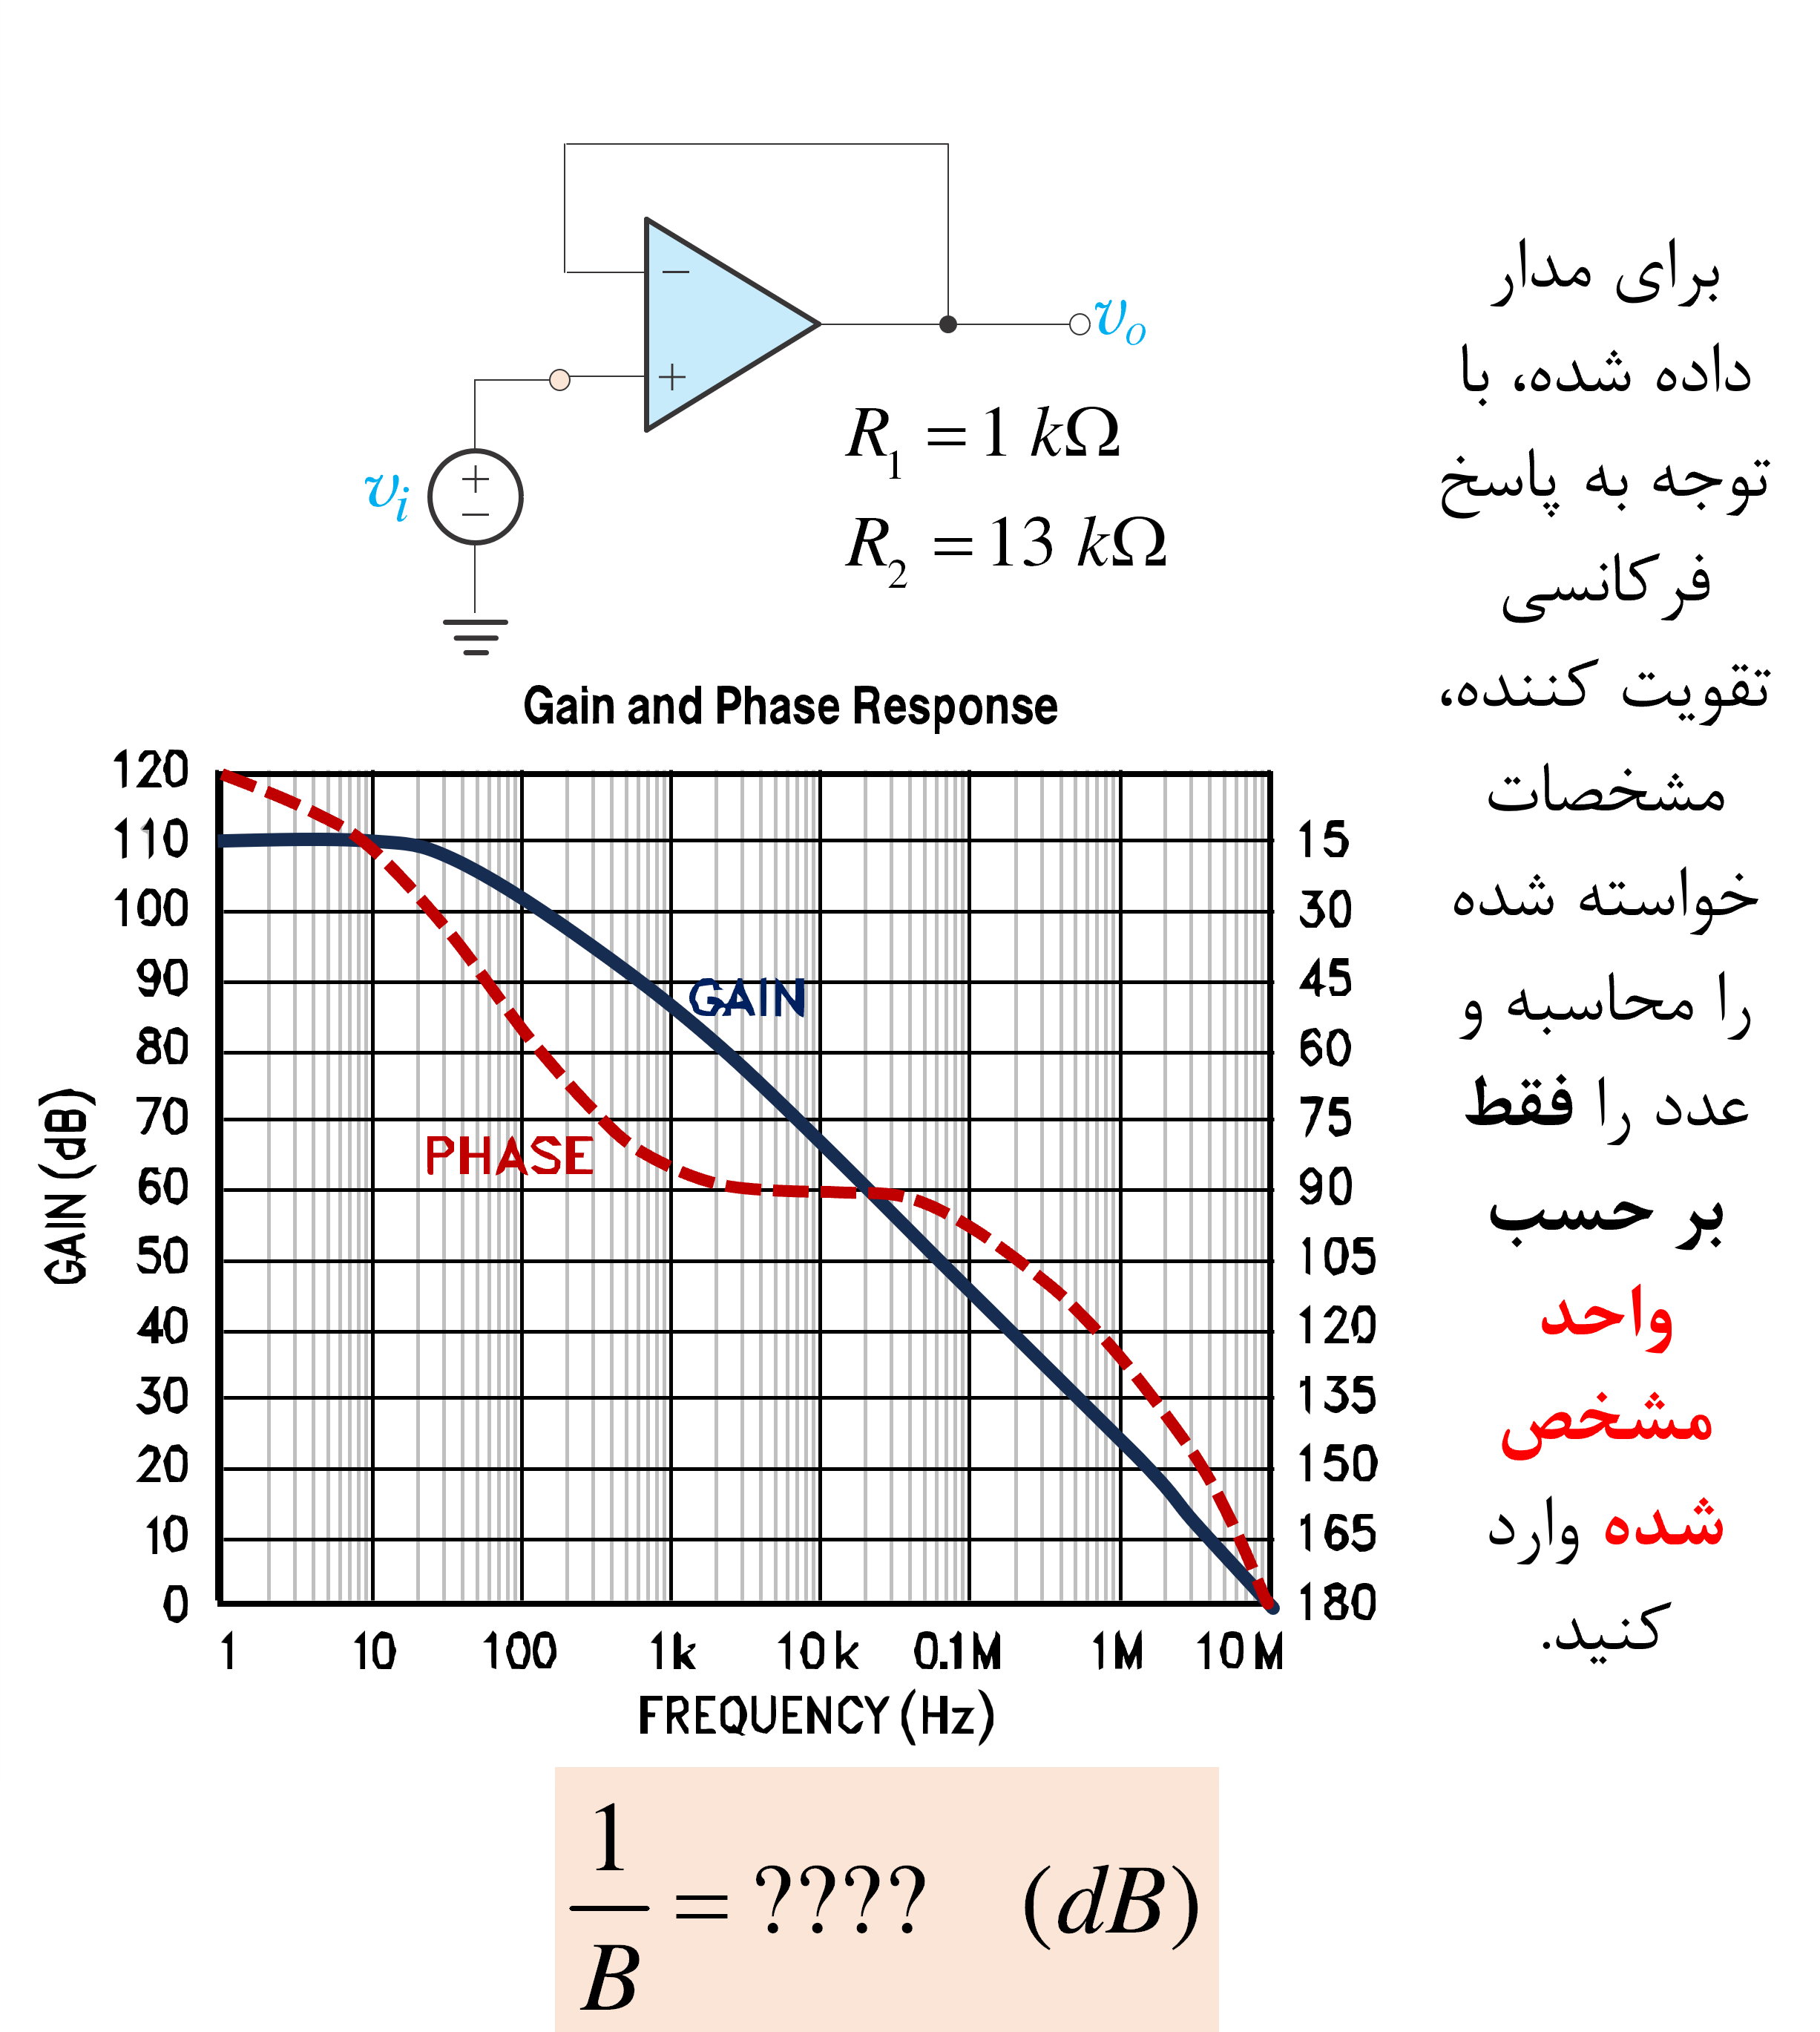 برای مدار
داده شده، با
توجه به پاسخ
فرکانسی
تقویت کننده،
مشخصات
خواسته شده
را محاسبه و
عدد را فقط
بر حسب
واحد
مشخص
شده وارد
کنید.
−
+
v_o
R_1 = 1 kΩ
+
−
v_i
R_2 = 13 kΩ
Gain and Phase Response
120
110 15
100 30
90 45
GAIN
80 60
70 75
PHASE
60 90
50 105
40 120
30 135
20 150
10 165
0 180
GAIN (dB)
1 10 100 1k 10k 0.1M 1M 10M
FREQUENCY (Hz)
1/B = ???? (dB)